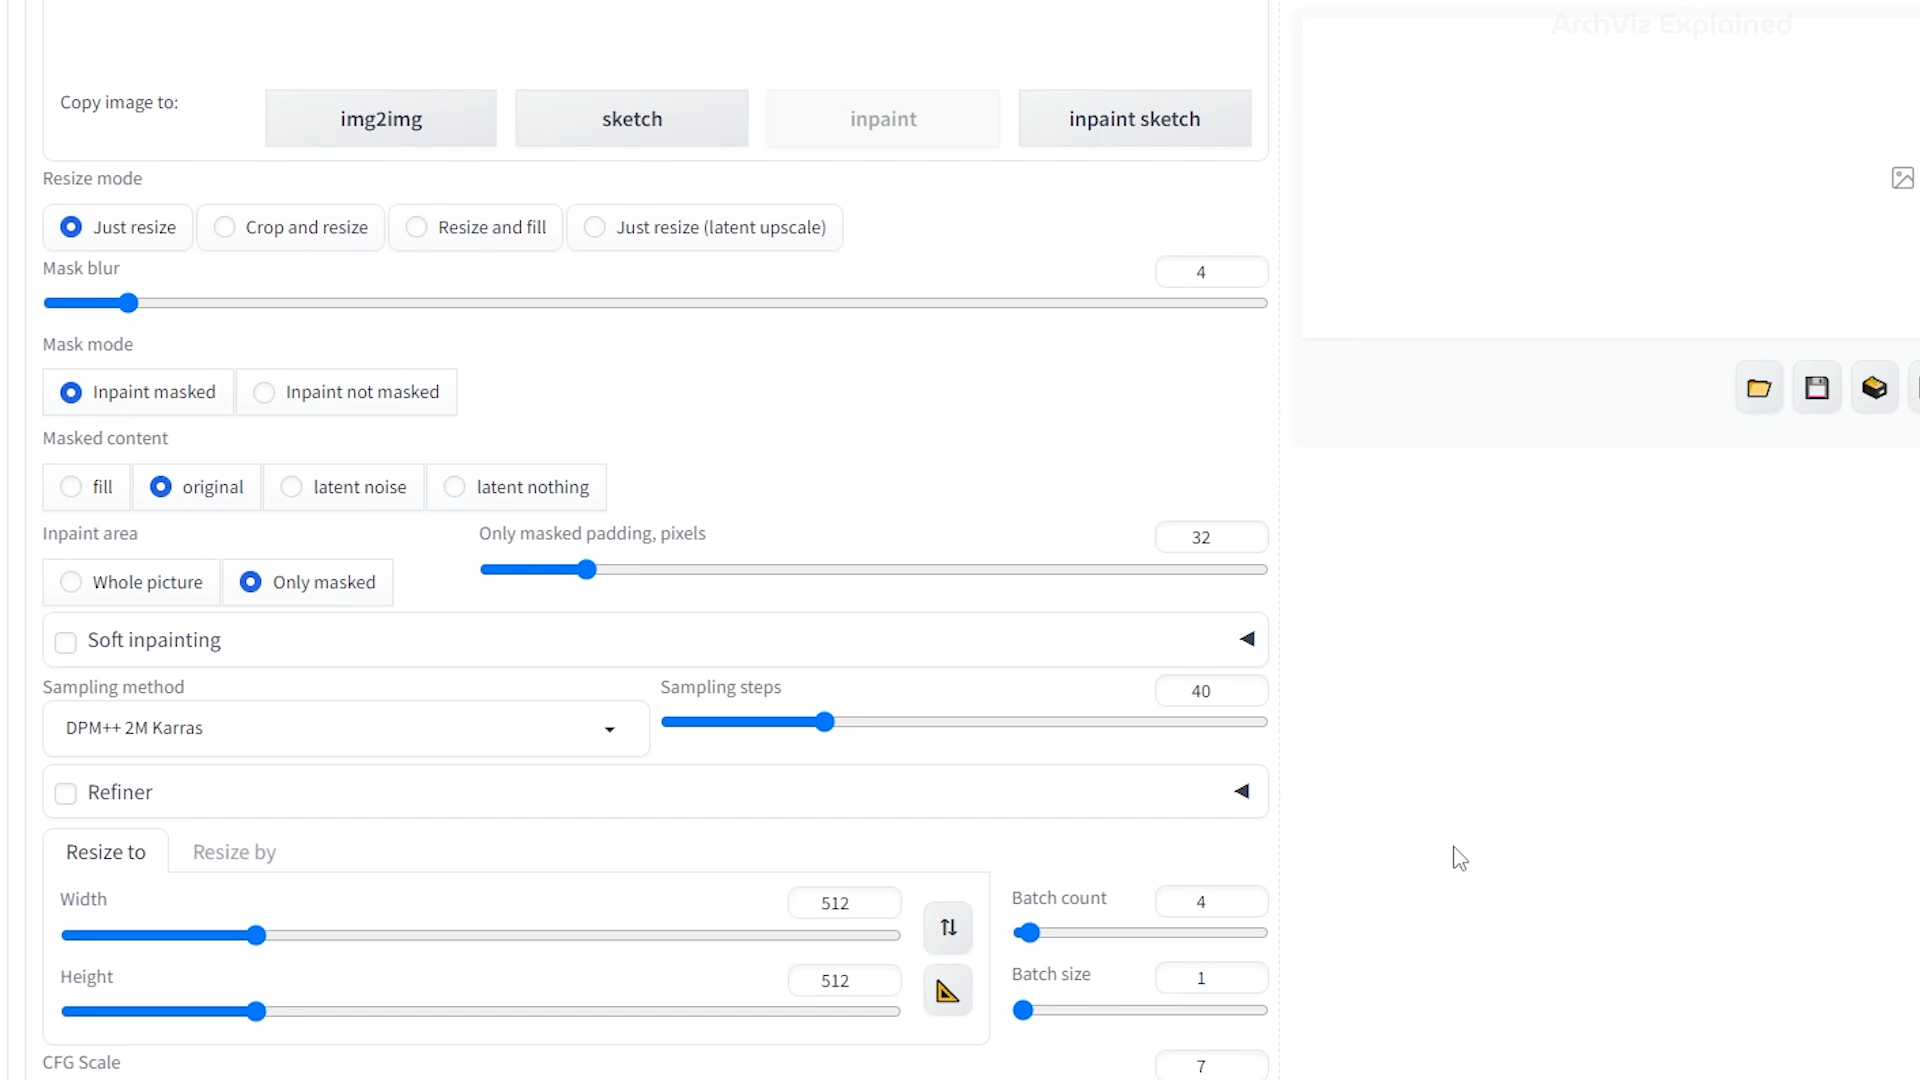 ArchViz Explained
Copy image to:
img2img
sketch
inpaint
inpaint sketch
Resize mode
Just resize
Crop and resize
Resize and fill
Just resize (latent upscale)
Mask blur
4
Mask mode
Inpaint masked
Inpaint not masked
Masked content
fill
original
latent noise
latent nothing
Inpaint area
Only masked padding, pixels
32
Whole picture
Only masked
Soft inpainting
Sampling method
Sampling steps
40
DPM++ 2M Karras
Refiner
Resize to
Resize by
Width
512
Batch count
4
Height
512
Batch size
1
CFG Scale
7